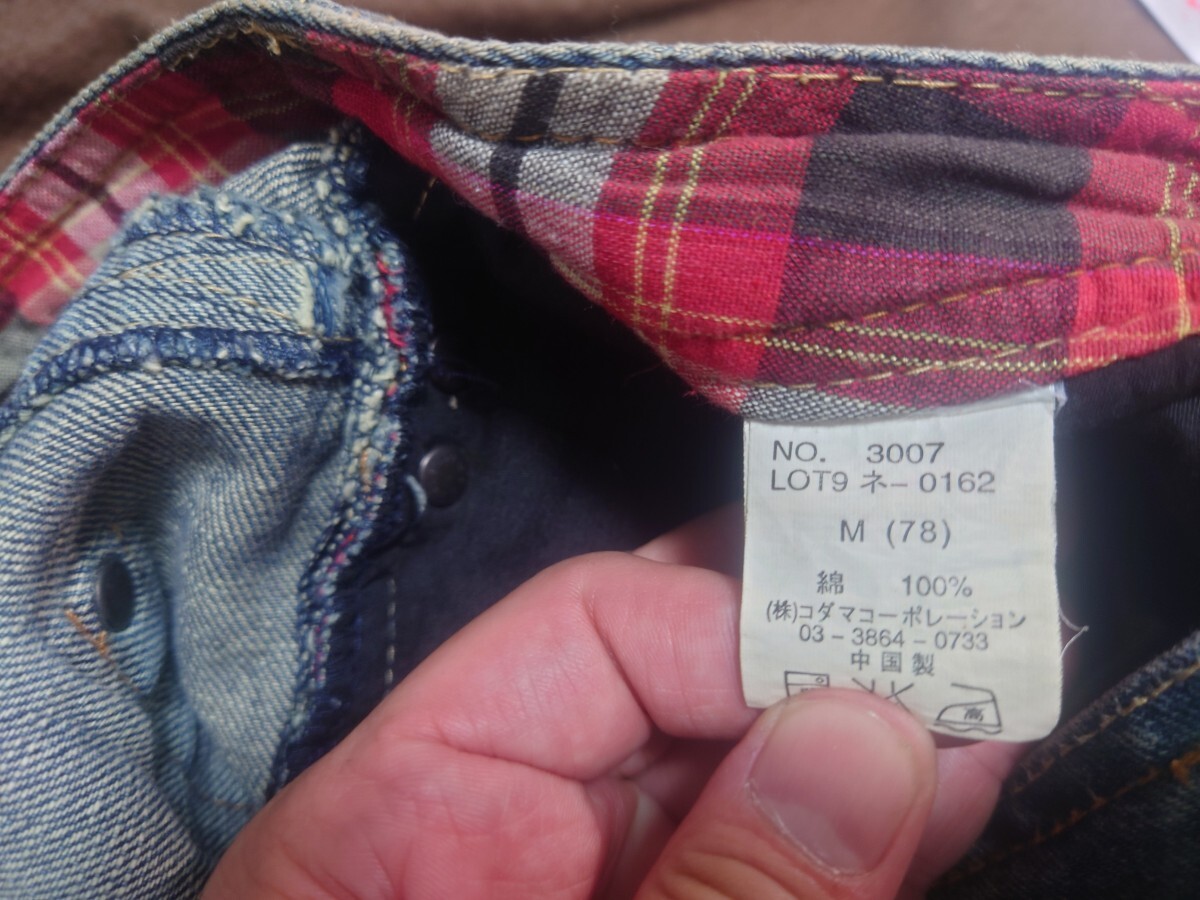 NO. 3007
LOT9 ネ-0162
M (78)
綿 100%
(株)コダマコーポレーション
03-3864-0733
中国製
高